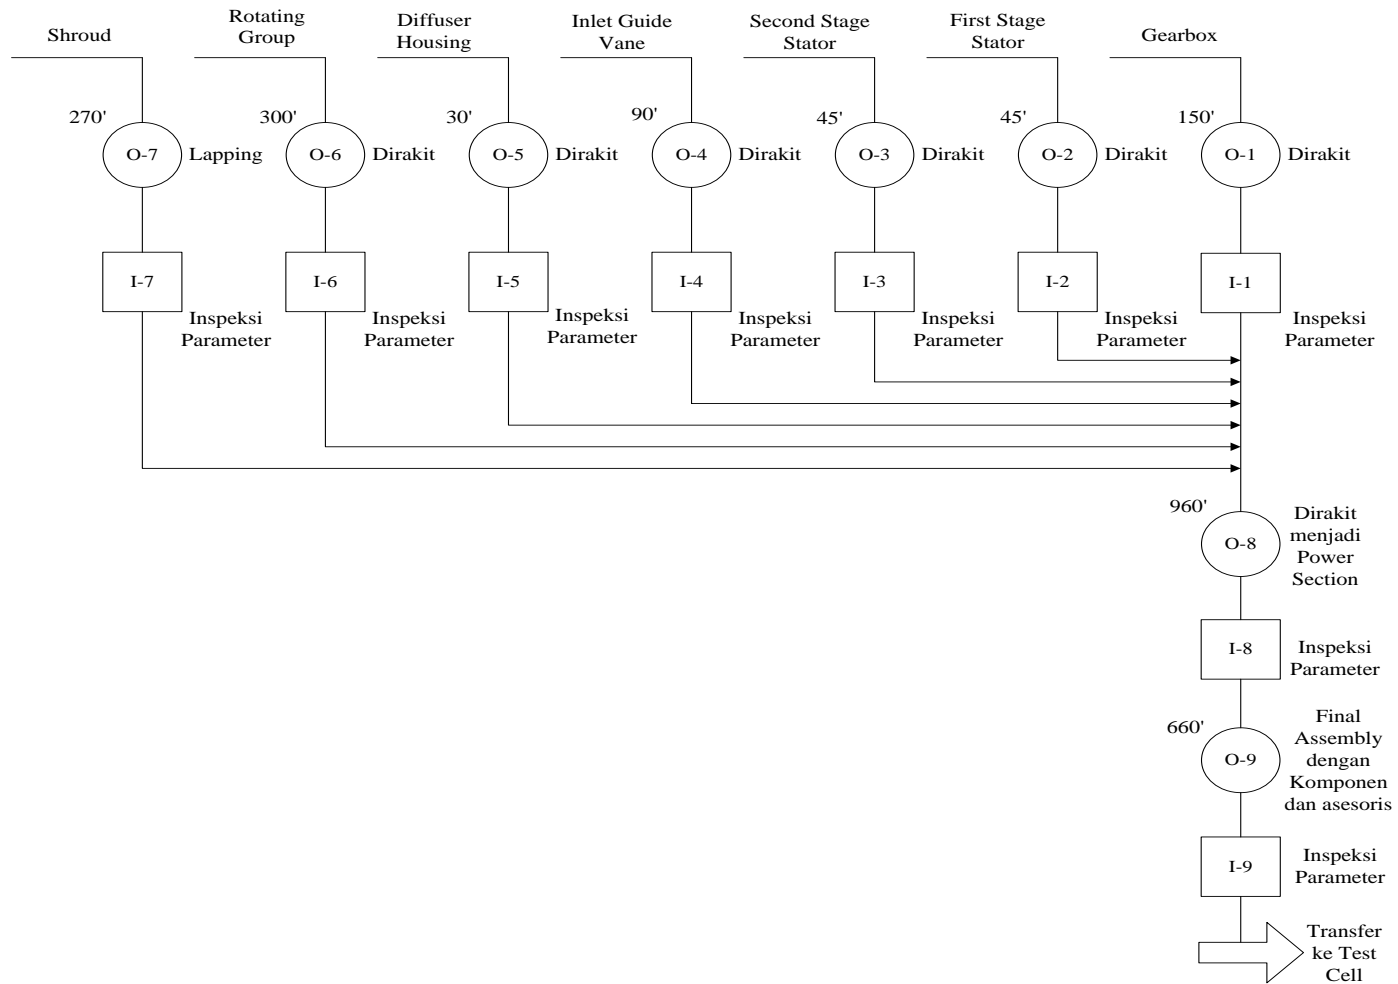 Shroud
Rotating
Group
Diffuser
Housing
Inlet Guide
Vane
Second Stage
Stator
First Stage
Stator
Gearbox
270'
300'
30'
90'
45'
45'
150'
O-7
Lapping
O-6
Dirakit
O-5
Dirakit
O-4
Dirakit
O-3
Dirakit
O-2
Dirakit
O-1
Dirakit
I-7
I-6
I-5
I-4
I-3
I-2
I-1
Inspeksi
Parameter
Inspeksi
Parameter
Inspeksi
Parameter
Inspeksi
Parameter
Inspeksi
Parameter
Inspeksi
Parameter
Inspeksi
Parameter
960'
O-8
Dirakit
menjadi
Power
Section
I-8
Inspeksi
Parameter
660'
O-9
Final
Assembly
dengan
Komponen
dan asesoris
I-9
Inspeksi
Parameter
Transfer
ke Test
Cell